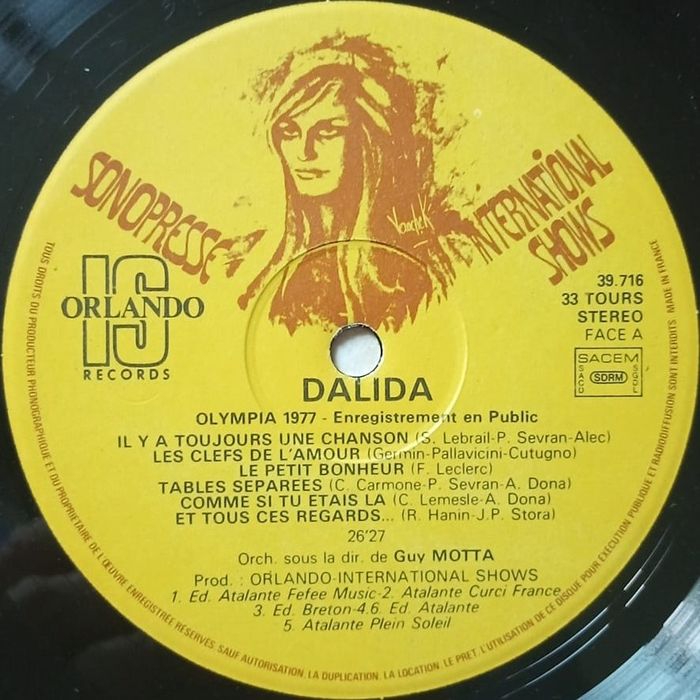 SONOPRESSE
INTERNATIONAL
SHOWS
IS
ORLANDO
RECORDS
39.716
33 TOURS
STEREO
FACE A
SACEM
SACD
SDRM
SGDL
DALIDA
OLYMPIA 1977 - Enregistrement en Public
IL Y A TOUJOURS UNE CHANSON (S. Lebrail-P. Sevran-Alec)
LES CLEFS DE L'AMOUR (Germin-Pallavicini-Cutugno)
LE PETIT BONHEUR (F. Leclerc)
TABLES SEPAREES (C. Carmone-P. Sevran-A. Dona)
COMME SI TU ETAIS LA (C. Lemesle-A. Dona)
ET TOUS CES REGARDS... (R. Hanin-J.P. Stora)
26'27
Orch. sous la dir. de Guy MOTTA
Prod. : ORLANDO-INTERNATIONAL SHOWS
1. Ed. Atalante Fefee Music-2. Atalante Curci France
3. Ed. Breton-4.6. Ed. Atalante
5. Atalante Plein Soleil
TOUS DROITS DU PRODUCTEUR PHONOGRAPHIQUE ET DU PROPRIETAIRE DE L'ŒUVRE ENREGISTREE RESERVES. SAUF AUTORISATION, LA DUPLICATION, LA LOCATION, LE PRET, L'UTILISATION DE CE DISQUE POUR EXECUTION PUBLIQUE ET RADIODIFFUSION SONT INTERDITS MADE IN FRANCE